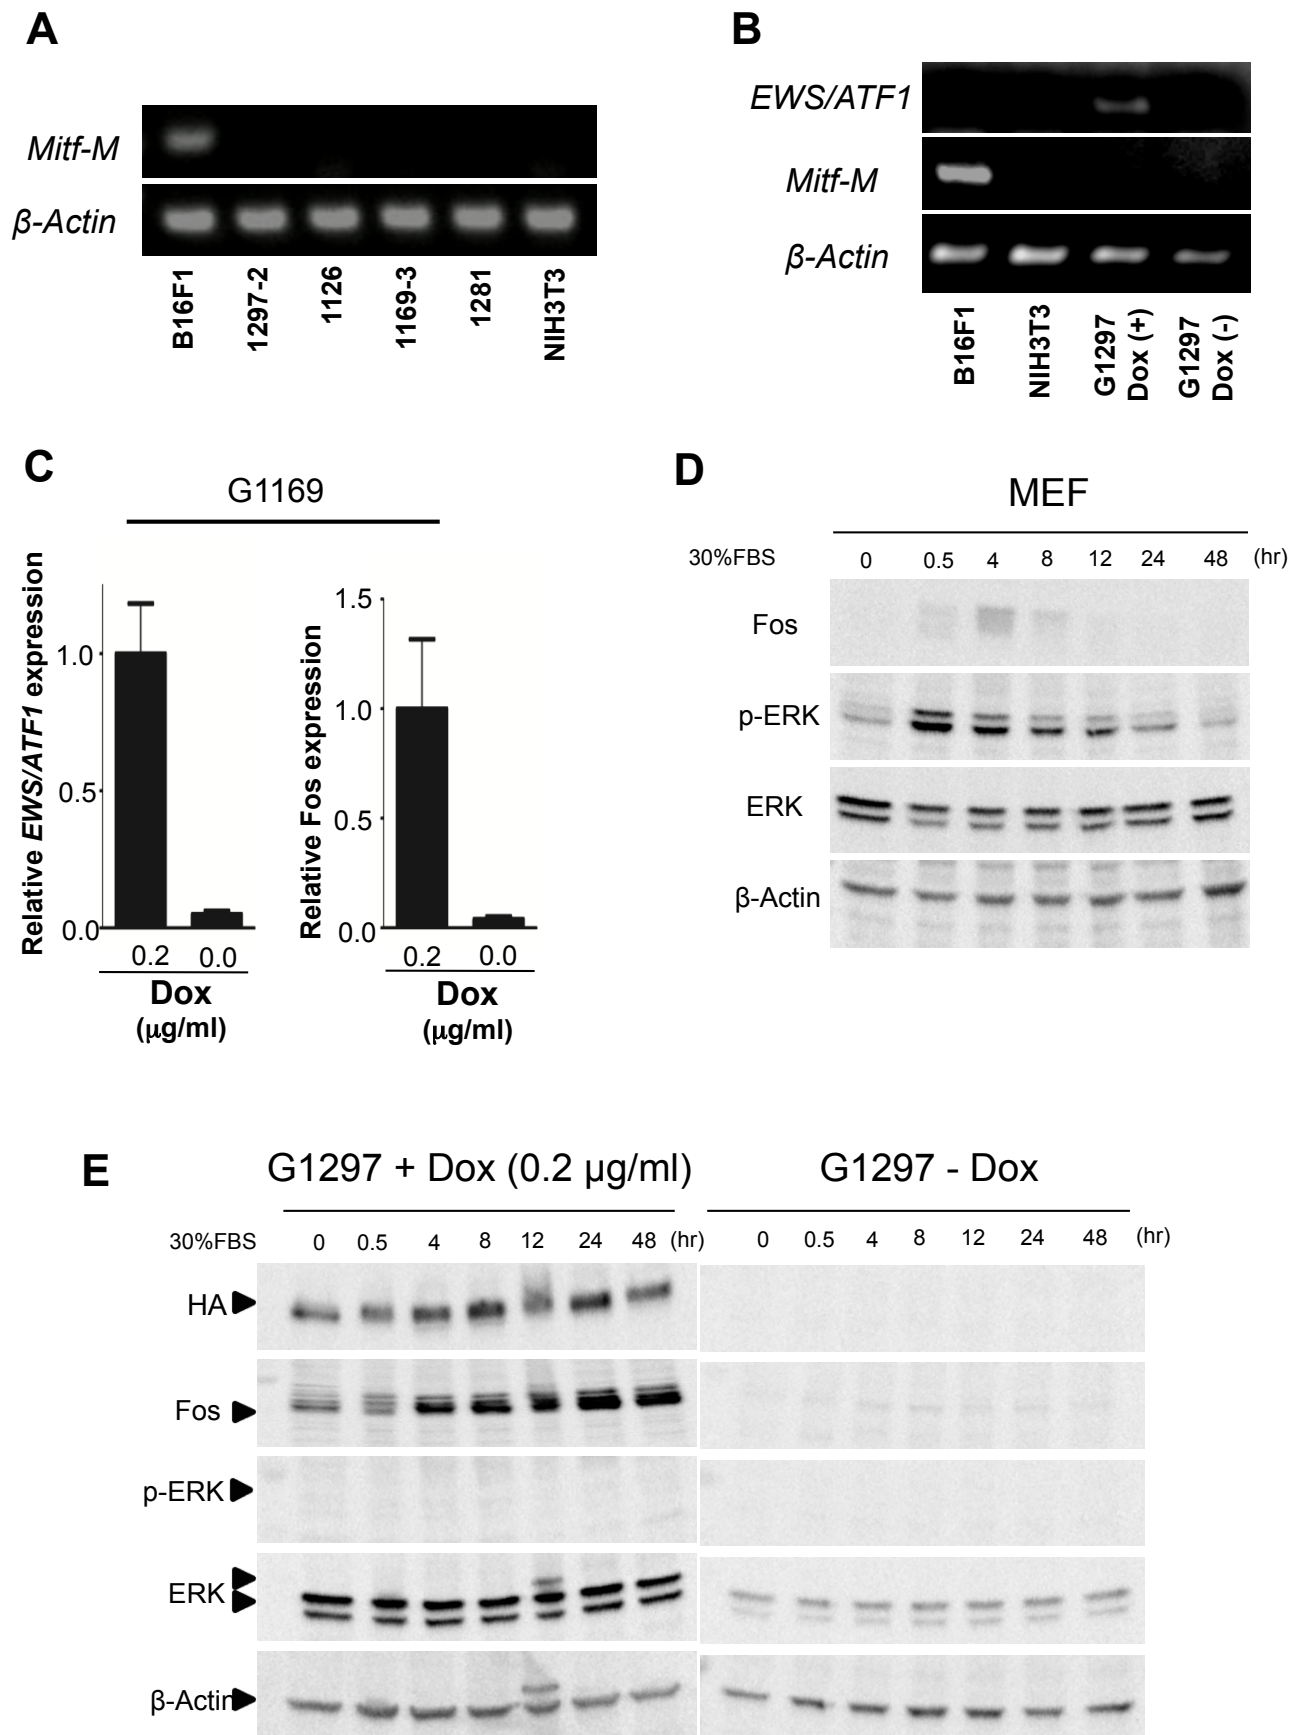 A
Mitf-M
β-Actin
B16F1
1297-2
1126
1169-3
1281
NIH3T3
B
EWS/ATF1
Mitf-M
β-Actin
B16F1
NIH3T3
G1297
Dox (+)
G1297
Dox (-)
C
G1169
Relative EWS/ATF1 expression
1.0
0.5
0.0
0.2 0.0
Dox
(µg/ml)
Relative Fos expression
1.5
1.0
0.5
0.0
0.2 0.0
Dox
(µg/ml)
D
MEF
30%FBS 0 0.5 4 8 12 24 48 (hr)
Fos
p-ERK
ERK
β-Actin
E
G1297 + Dox (0.2 µg/ml)
G1297 - Dox
30%FBS 0 0.5 4 8 12 24 48 (hr)
0 0.5 4 8 12 24 48 (hr)
HA
Fos
p-ERK
ERK
β-Actin